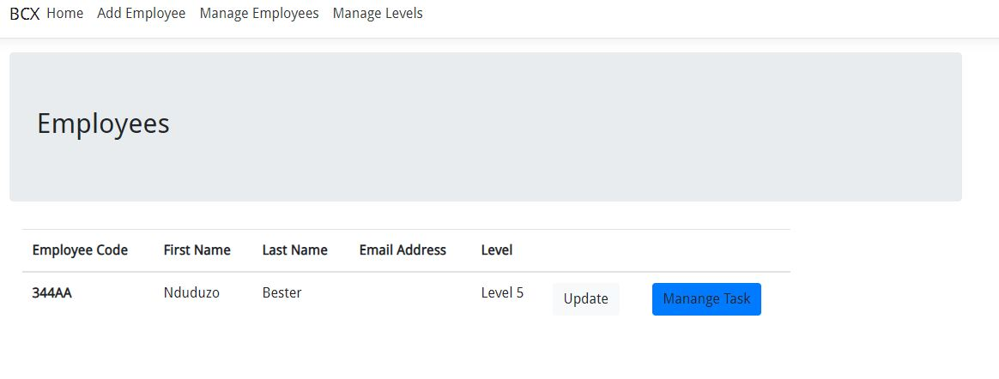 BCX Home Add Employee Manage Employees Manage Levels
Employees
Employee Code First Name Last Name Email Address Level
344AA Nduduzo Bester Level 5 Update Manange Task